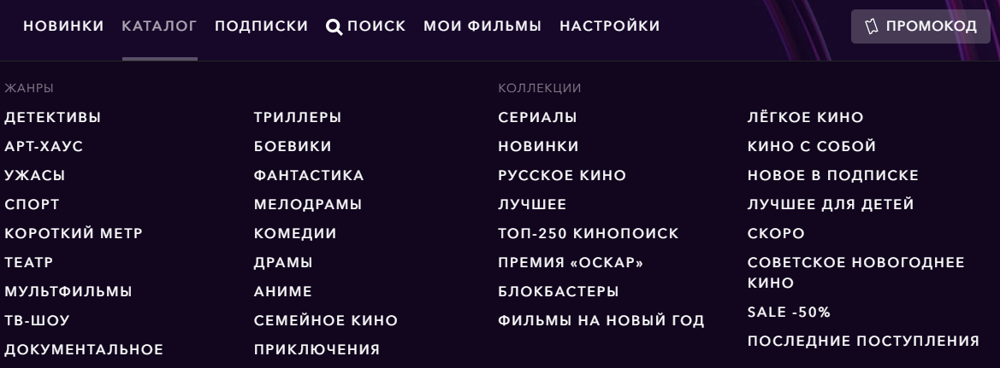 НОВИНКИ КАТАЛОГ ПОДПИСКИ ПОИСК МОИ ФИЛЬМЫ НАСТРОЙКИ ПРОМОКОД
ЖАНРЫ
ДЕТЕКТИВЫ
АРТ-ХАУС
УЖАСЫ
СПОРТ
КОРОТКИЙ МЕТР
ТЕАТР
МУЛЬТФИЛЬМЫ
ТВ-ШОУ
ДОКУМЕНТАЛЬНОЕ
ТРИЛЛЕРЫ
БОЕВИКИ
ФАНТАСТИКА
МЕЛОДРАМЫ
КОМЕДИИ
ДРАМЫ
АНИМЕ
СЕМЕЙНОЕ КИНО
ПРИКЛЮЧЕНИЯ
КОЛЛЕКЦИИ
СЕРИАЛЫ
НОВИНКИ
РУССКОЕ КИНО
ЛУЧШЕЕ
ТОП-250 КИНОПОИСК
ПРЕМИЯ «ОСКАР»
БЛОКБАСТЕРЫ
ФИЛЬМЫ НА НОВЫЙ ГОД
ЛЁГКОЕ КИНО
КИНО С СОБОЙ
НОВОЕ В ПОДПИСКЕ
ЛУЧШЕЕ ДЛЯ ДЕТЕЙ
СКОРО
СОВЕТСКОЕ НОВОГОДНЕЕ
КИНО
SALE -50%
ПОСЛЕДНИЕ ПОСТУПЛЕНИЯ